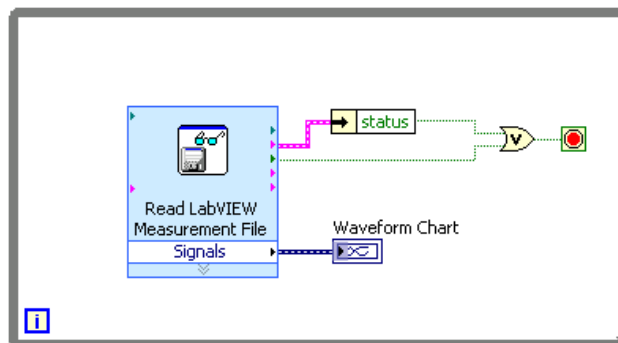 status
V
Read LabVIEW
Measurement File
Signals
Waveform Chart
i